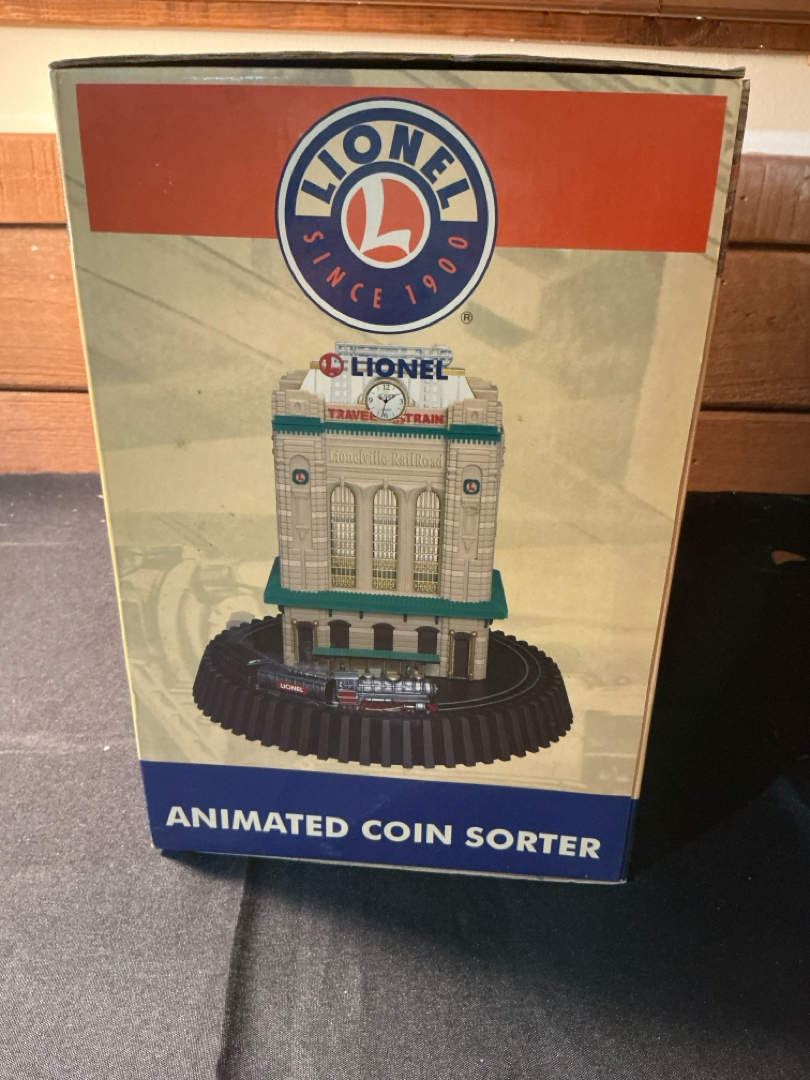 LIONEL
L
SINCE 1900
®
L LIONEL
TRAVEL BY TRAIN
Lionelville RailRoad
L
L
LIONEL
ANIMATED COIN SORTER